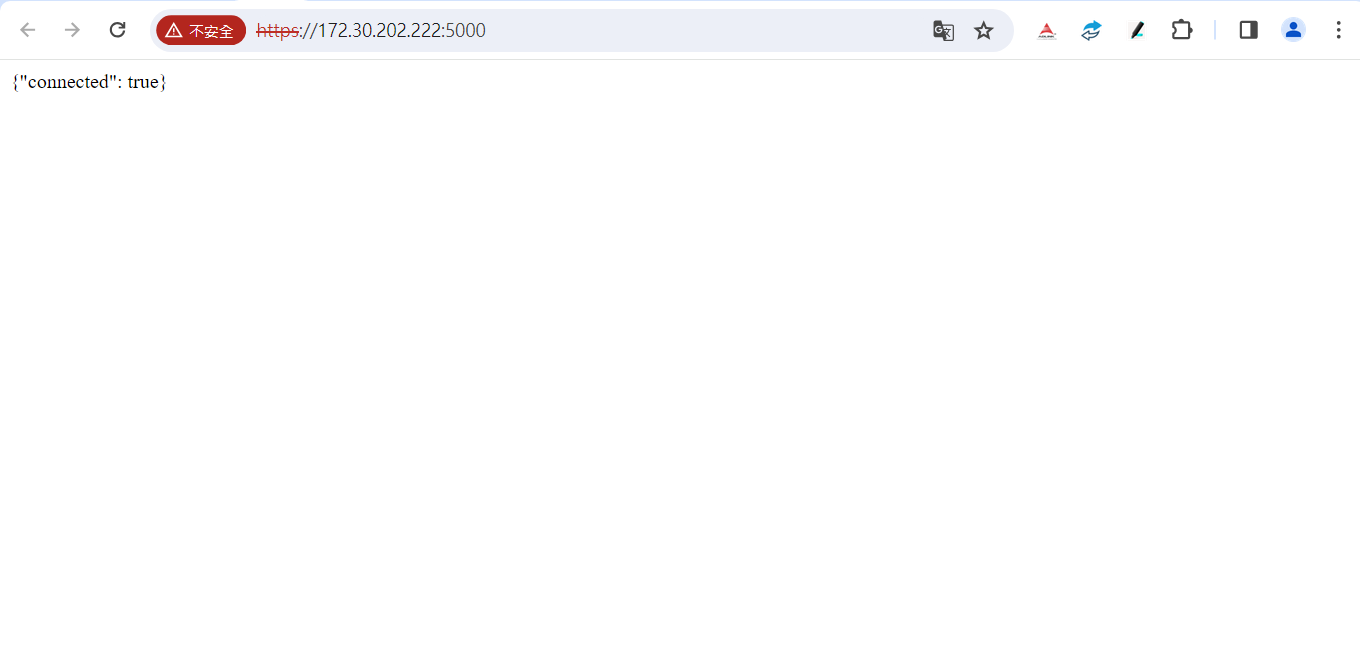 不安全 https://172.30.202.222:5000
{"connected": true}